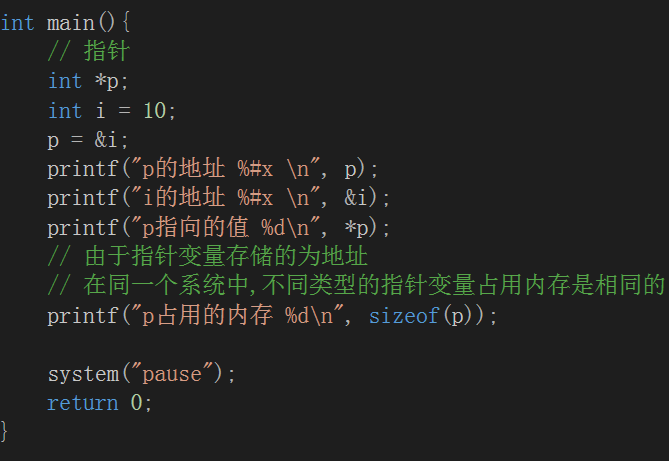 int main(){
// 指针
int *p;
int i = 10;
p = &i;
printf("p的地址 %#x \n", p);
printf("i的地址 %#x \n", &i);
printf("p指向的值 %d\n", *p);
// 由于指针变量存储的为地址
// 在同一个系统中,不同类型的指针变量占用内存是相同的
printf("p占用的内存 %d\n", sizeof(p));
system("pause");
return 0;
}